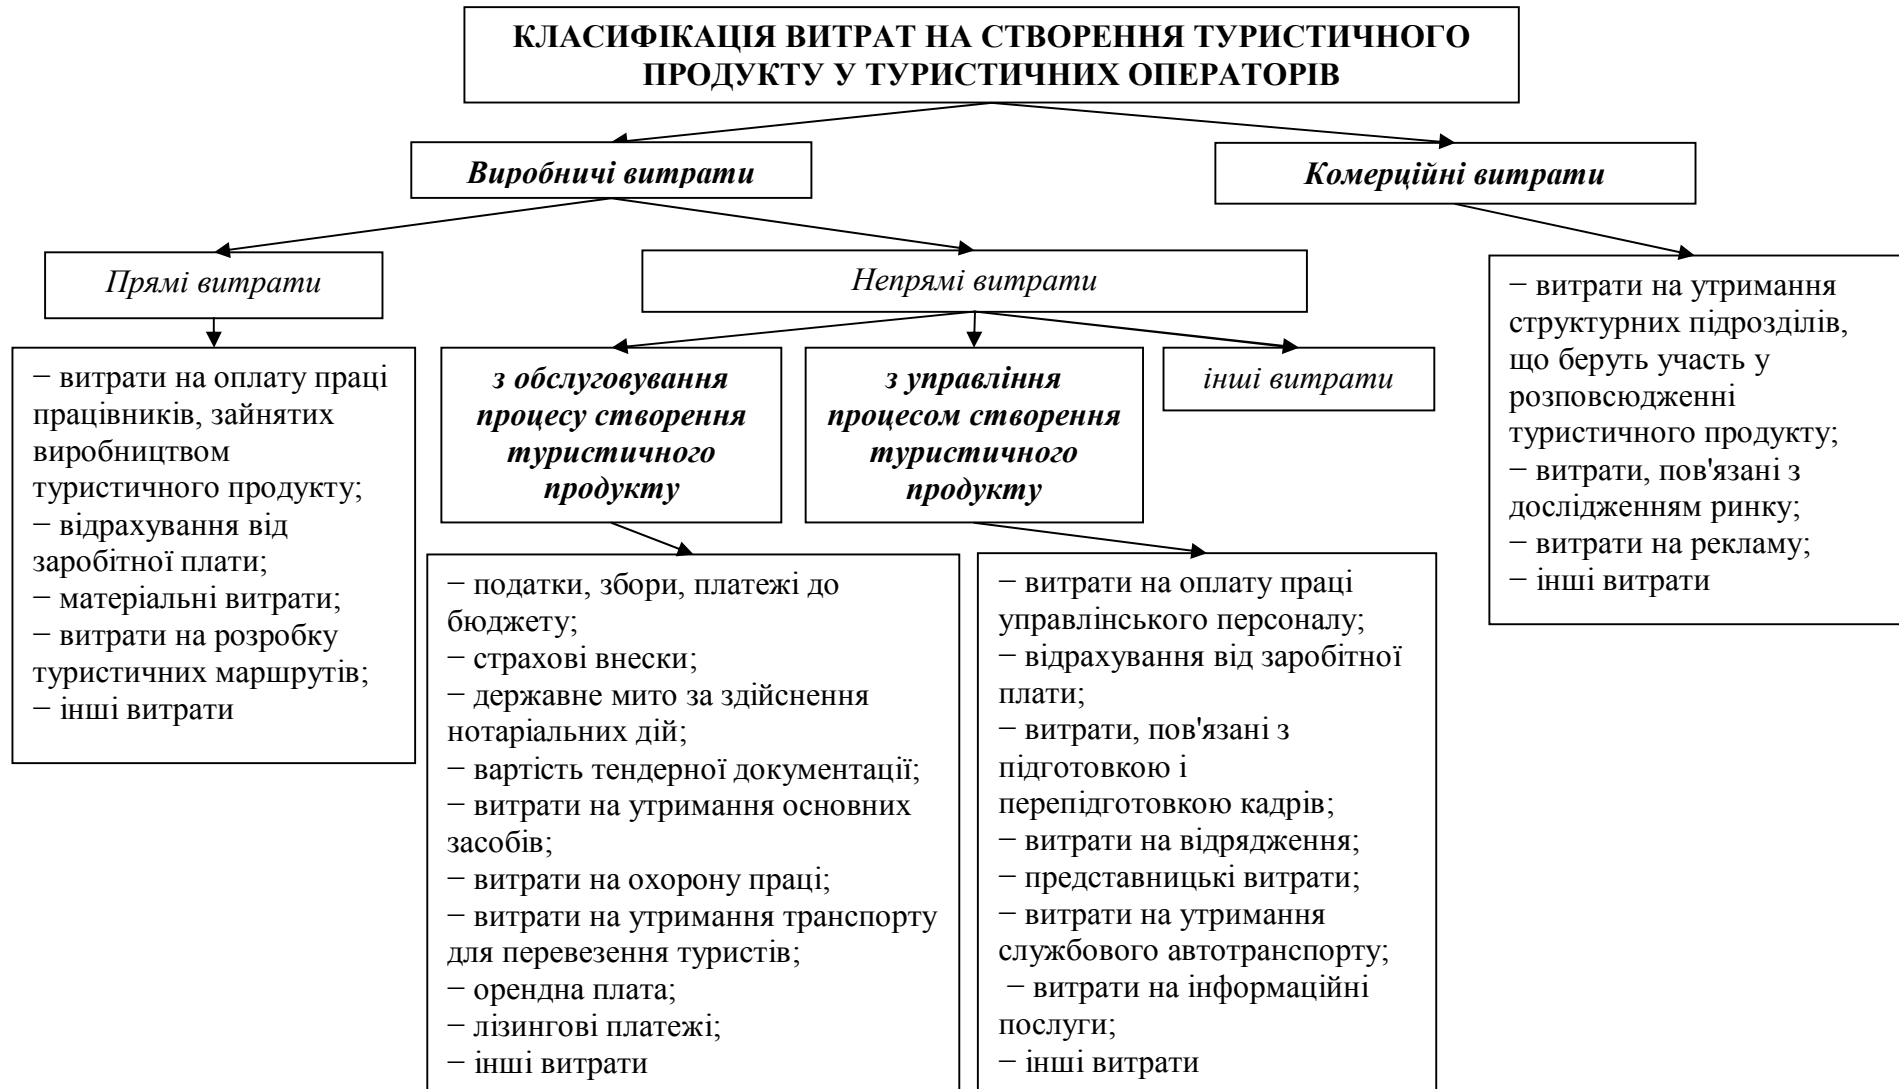 КЛАСИФІКАЦІЯ ВИТРАТ НА СТВОРЕННЯ ТУРИСТИЧНОГО
ПРОДУКТУ У ТУРИСТИЧНИХ ОПЕРАТОРІВ
Виробничі витрати
Комерційні витрати
Прямі витрати
Непрямі витрати
− витрати на оплату праці
працівників, зайнятих
виробництвом
туристичного продукту;
− відрахування від
заробітної плати;
− матеріальні витрати;
− витрати на розробку
туристичних маршрутів;
− інші витрати
з обслуговування
процесу створення
туристичного
продукту
з управління
процесом створення
туристичного
продукту
інші витрати
− витрати на утримання
структурних підрозділів,
що беруть участь у
розповсюдженні
туристичного продукту;
− витрати, пов'язані з
дослідженням ринку;
− витрати на рекламу;
− інші витрати
− податки, збори, платежі до
бюджету;
− страхові внески;
− державне мито за здійснення
нотаріальних дій;
− вартість тендерної документації;
− витрати на утримання основних
засобів;
− витрати на охорону праці;
− витрати на утримання транспорту
для перевезення туристів;
− орендна плата;
− лізингові платежі;
− інші витрати
− витрати на оплату праці
управлінського персоналу;
− відрахування від заробітної
плати;
− витрати, пов'язані з
підготовкою і
перепідготовкою кадрів;
− витрати на відрядження;
− представницькі витрати;
− витрати на утримання
службового автотранспорту;
− витрати на інформаційні
послуги;
− інші витрати